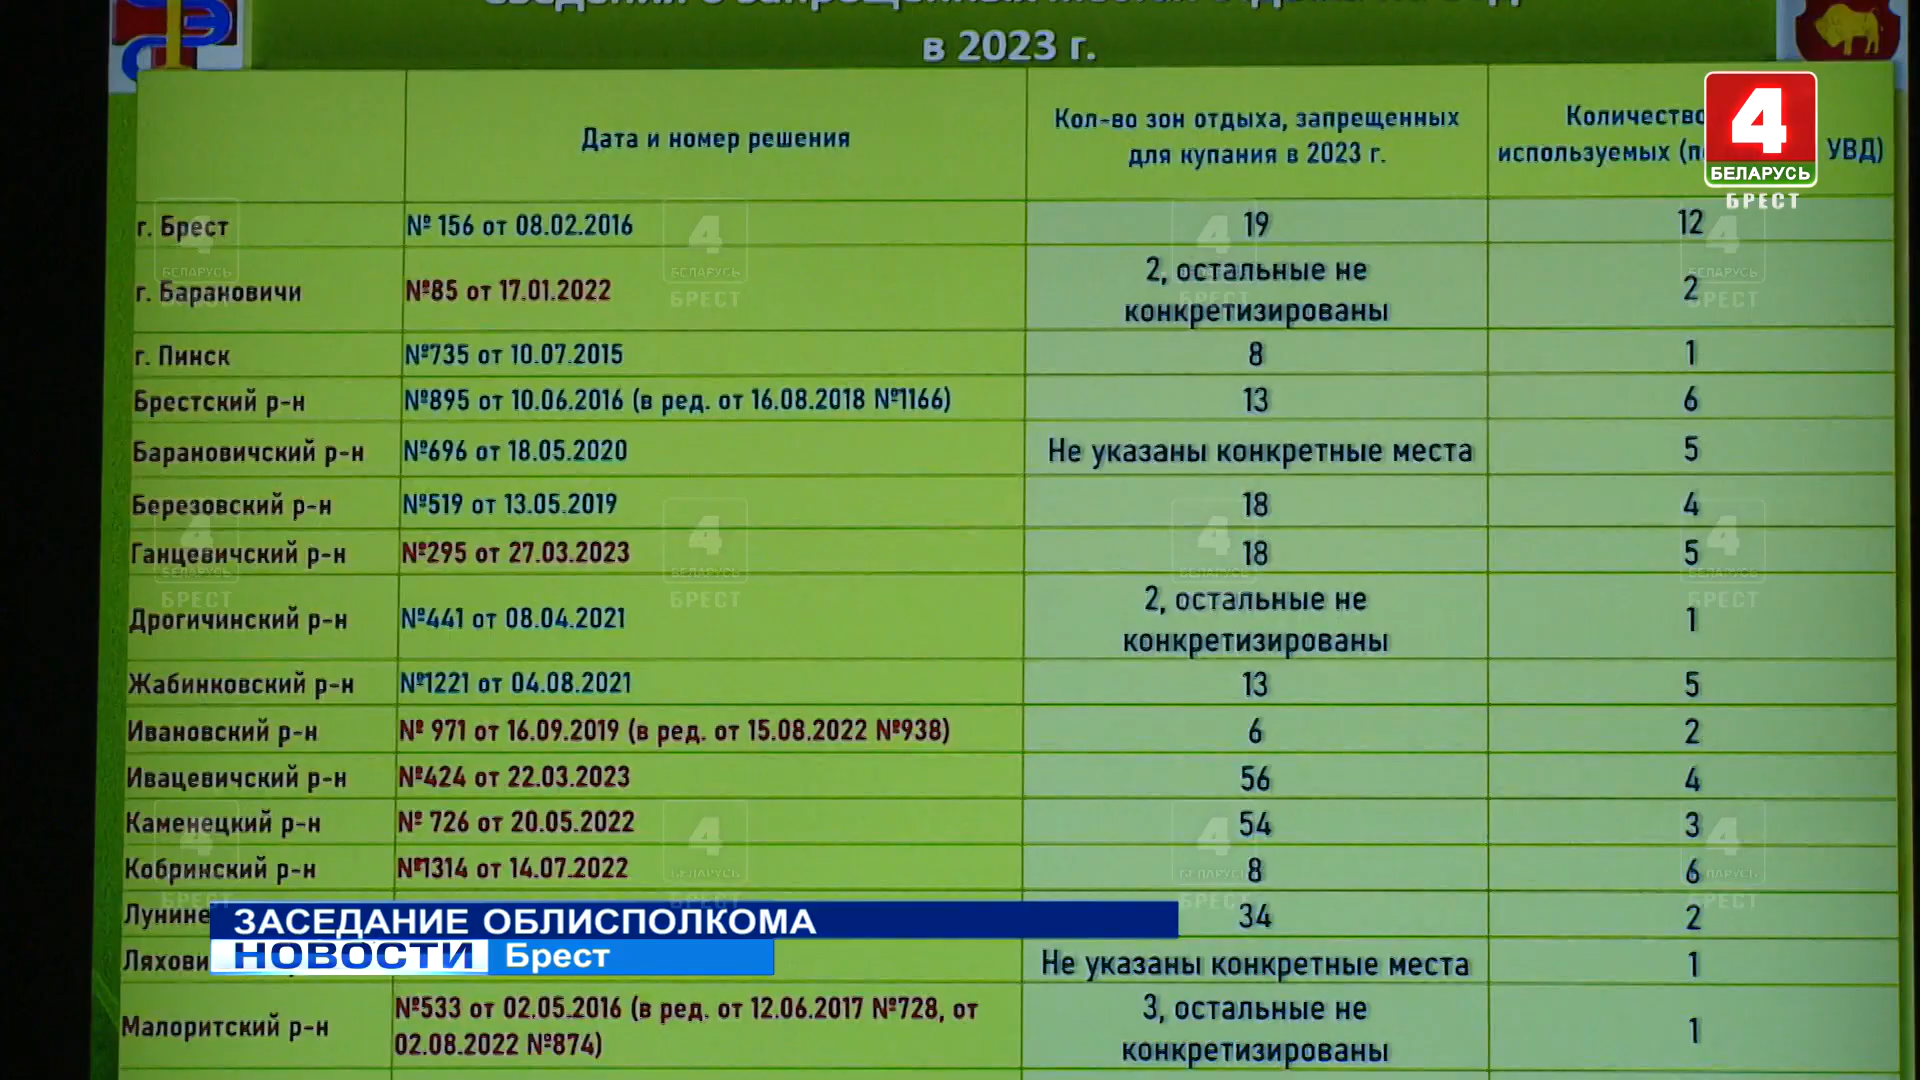 в 2023 г.
Дата и номер решения
Кол-во зон отдыха, запрещенных
для купания в 2023 г.
Количество
используемых УВД)
4
БЕЛАРУСЬ
БРЕСТ
г. Брест № 156 от 08.02.2016 19 12
г. Барановичи №85 от 17.01.2022 2, остальные не
конкретизированы 2
г. Пинск №735 от 10.07.2015 8 1
Брестский р-н №895 от 10.06.2016 (в ред. от 16.08.2018 №1166) 13 6
Барановичский р-н №696 от 18.05.2020 Не указаны конкретные места 5
Березовский р-н №519 от 13.05.2019 18 4
Ганцевичский р-н №295 от 27.03.2023 18 5
Дрогичинский р-н №441 от 08.04.2021 2, остальные не
конкретизированы 1
Жабинковский р-н №1221 от 04.08.2021 13 5
Ивановский р-н № 971 от 16.09.2019 (в ред. от 15.08.2022 №938) 6 2
Ивацевичский р-н №424 от 22.03.2023 56 4
Каменецкий р-н № 726 от 20.05.2022 54 3
Кобринский р-н №1314 от 14.07.2022 8 6
34 2
Не указаны конкретные места 1
Малоритский р-н №533 от 02.05.2016 (в ред. от 12.06.2017 №728, от
02.08.2022 №874) 3, остальные не
конкретизированы 1
ЗАСЕДАНИЕ ОБЛИСПОЛКОМА
НОВОСТИ Брест